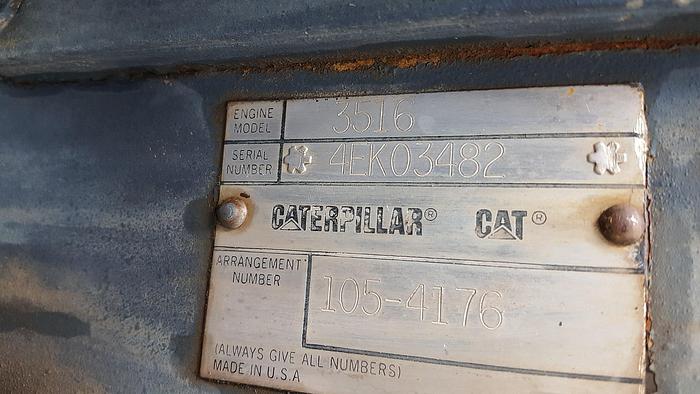 ENGINE MODEL 3516
SERIAL NUMBER 4EK03482
CATERPILLAR® CAT®
ARRANGEMENT NUMBER
105-4176
(ALWAYS GIVE ALL NUMBERS)
MADE IN U.S.A